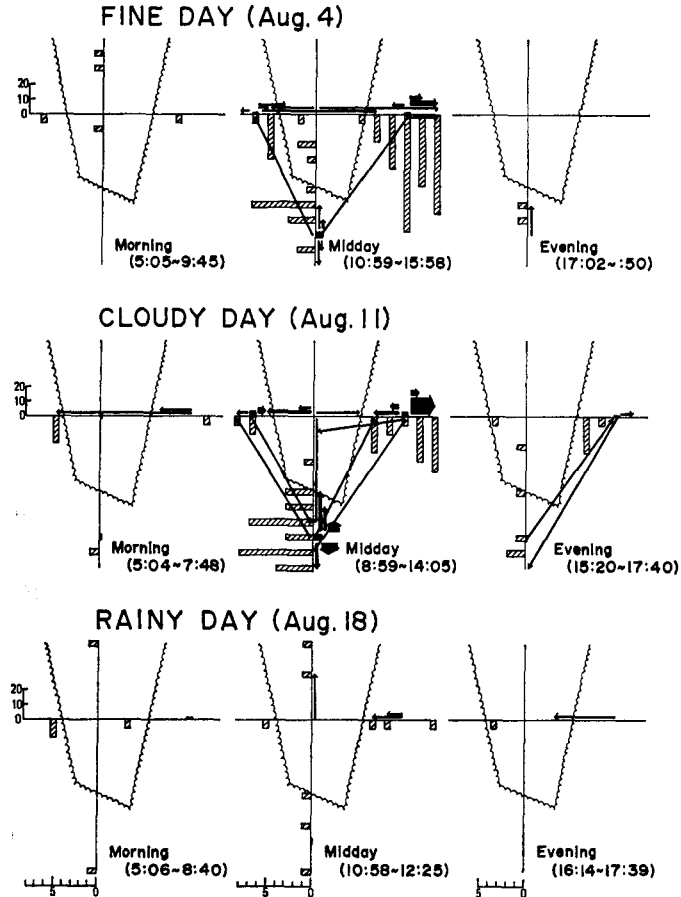 FINE DAY (Aug. 4)
20
10
0
Morning
(5:05~9:45)
Midday
(10:59~15:58)
Evening
(17:02~:50)
CLOUDY DAY (Aug. 11)
20
10
0
Morning
(5:04~7:48)
Midday
(8:59~14:05)
Evening
(15:20~17:40)
RAINY DAY (Aug. 18)
20
10
0
Morning
(5:06~8:40)
Midday
(10:58~12:25)
Evening
(16:14~17:39)
5 0
5 0
5 0